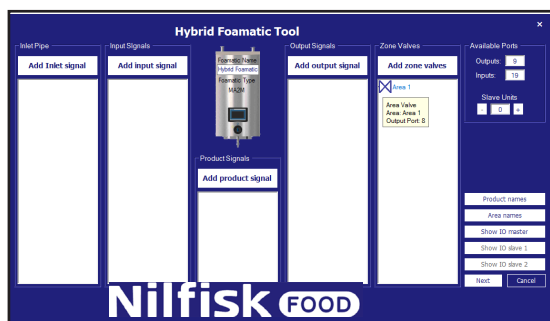 Hybrid Foamatic Tool
×
Inlet Pipe
Add Inlet signal
Input Signals
Add input signal
Foamatic Name
Hybrid Foamatic
Foamatic Type
MA2M
Product Signals
Add product signal
Output Signals
Add output signal
Zone Valves
Add zone valves
Area 1
Area Valve
Area: Area 1
Output Port: 8
Available Ports
Outputs: 9
Inputs: 19
Slave Units
- 0 +
Product names
Area names
Show IO master
Show IO slave 1
Show IO slave 2
Next Cancel
Nilfisk FOOD